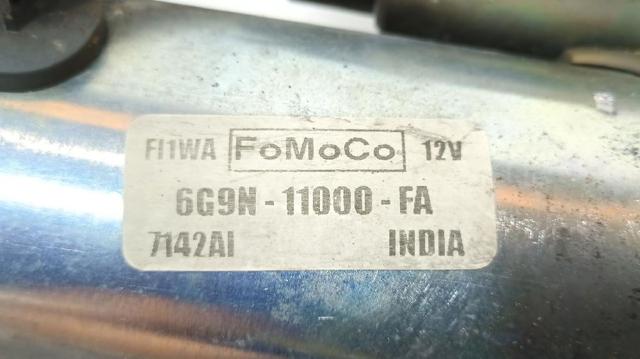 FI1WA FoMoCo 12V
6G9N - 11000 - FA
7142AI INDIA